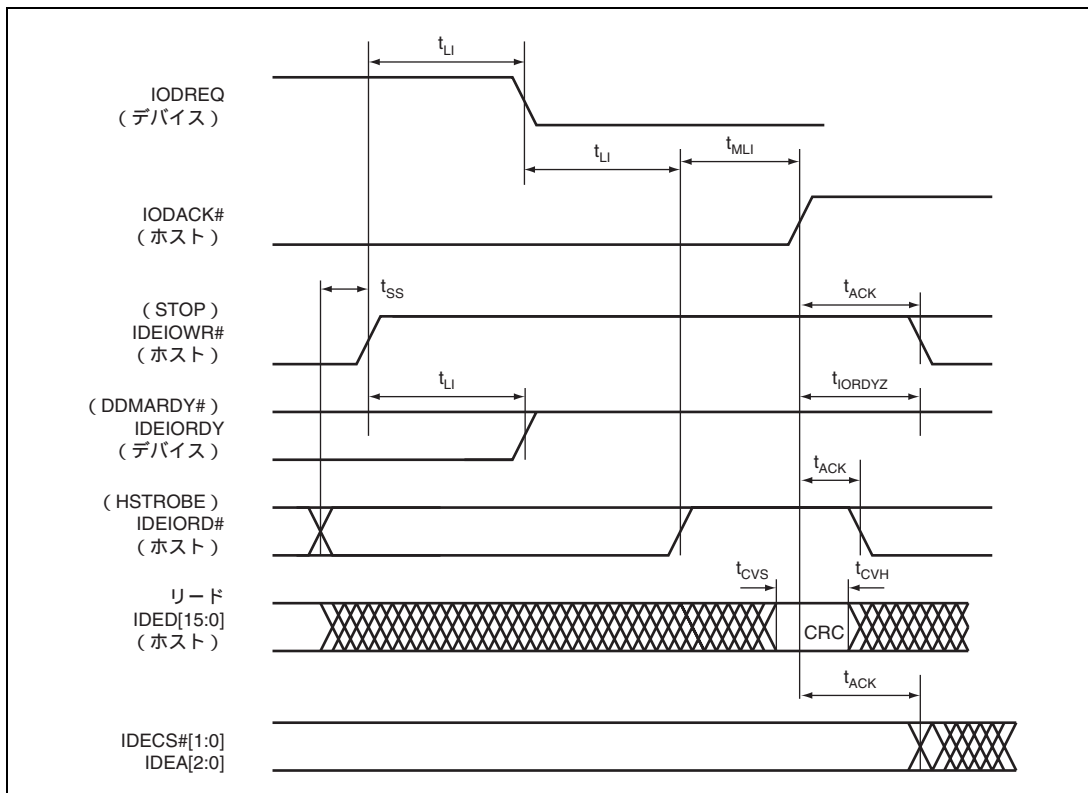 tLI
IODREQ
(デバイス)
tLI
tMLI
IODACK#
(ホスト)
tSS
tACK
(STOP)
IDEIOWR#
(ホスト)
tLI
tIORDYZ
(DDMARDY#)
IDEIORDY
(デバイス)
tACK
(HSTROBE)
IDEIORD#
(ホスト)
tCVS
tCVH
リード
IDED[15:0]
(ホスト)
CRC
tACK
IDECS#[1:0]
IDEA[2:0]